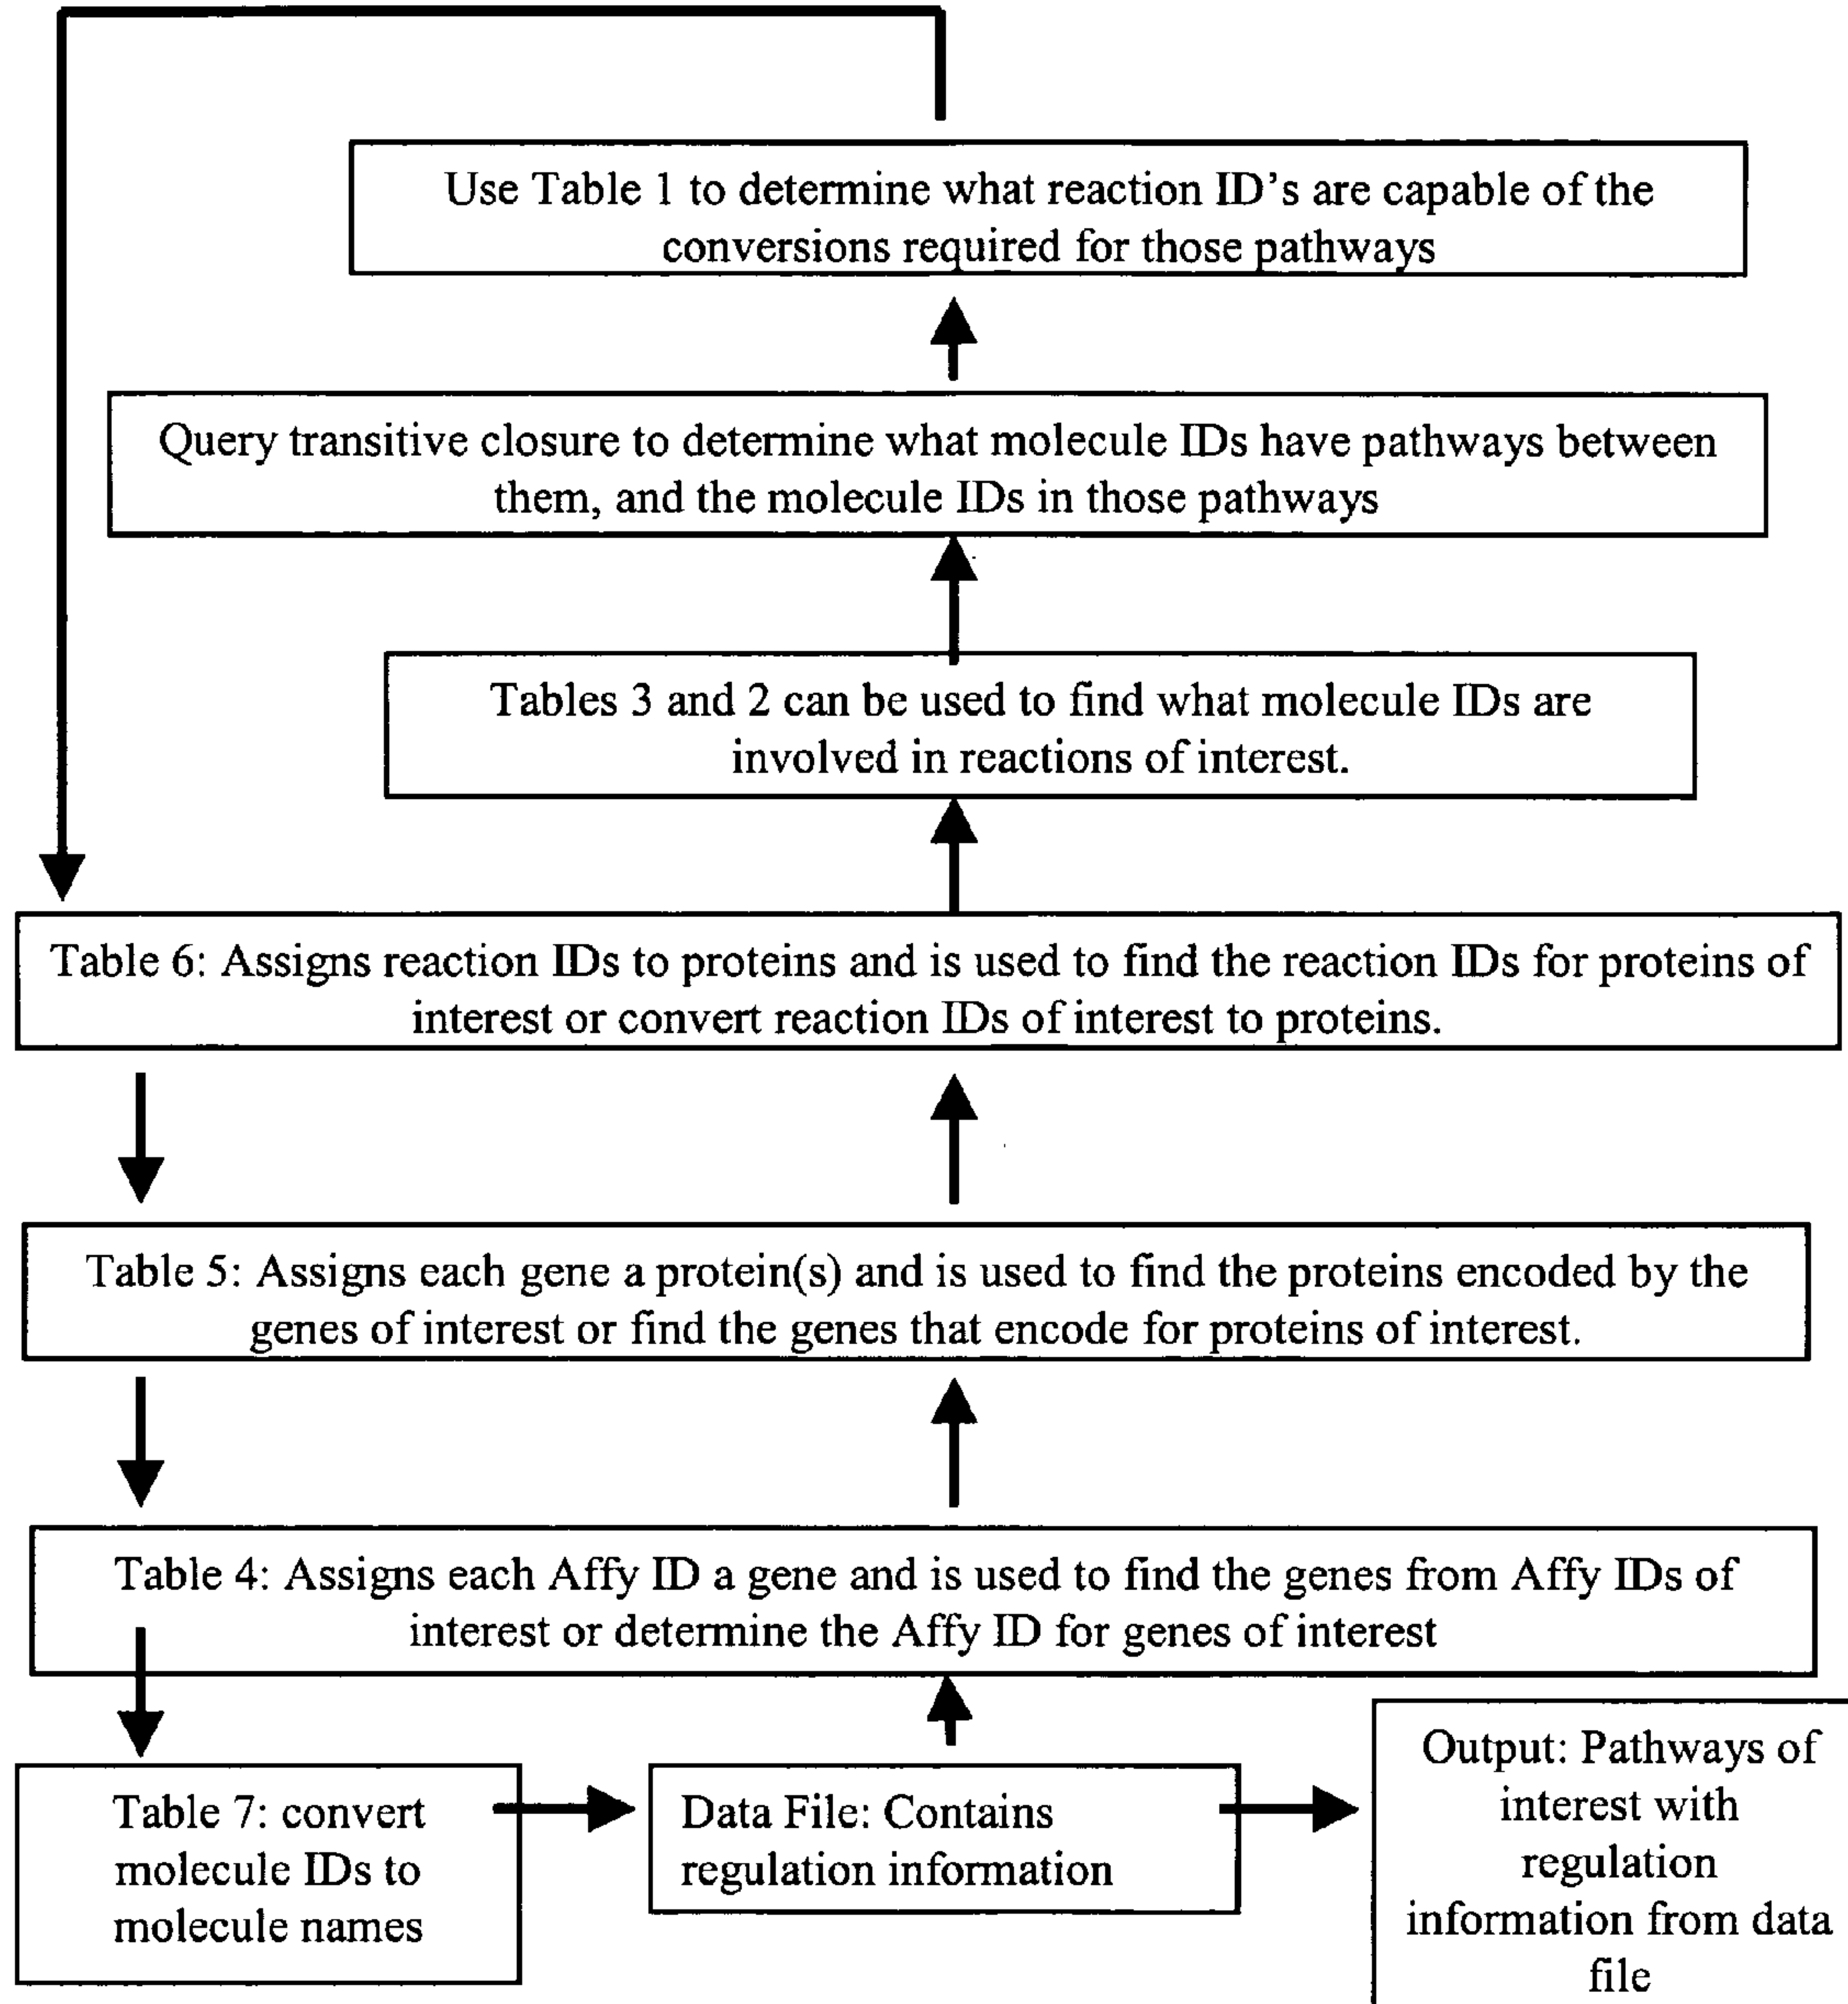 Use Table 1 to determine what reaction ID's are capable of the
conversions required for those pathways
Query transitive closure to determine what molecule IDs have pathways between
them, and the molecule IDs in those pathways
Tables 3 and 2 can be used to find what molecule IDs are
involved in reactions of interest.
Table 6: Assigns reaction IDs to proteins and is used to find the reaction IDs for proteins of
interest or convert reaction IDs of interest to proteins.
Table 5: Assigns each gene a protein(s) and is used to find the proteins encoded by the
genes of interest or find the genes that encode for proteins of interest.
Table 4: Assigns each Affy ID a gene and is used to find the genes from Affy IDs of
interest or determine the Affy ID for genes of interest
Table 7: convert
molecule IDs to
molecule names
Data File: Contains
regulation information
Output: Pathways of
interest with
regulation
information from data
file